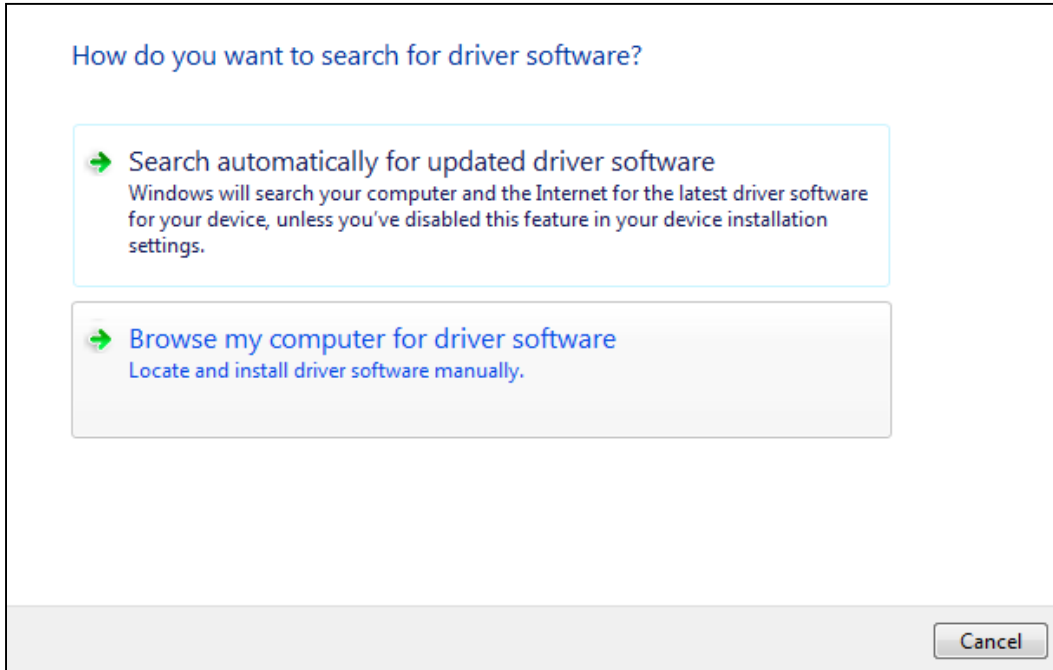 How do you want to search for driver software?
Search automatically for updated driver software
Windows will search your computer and the Internet for the latest driver software
for your device, unless you've disabled this feature in your device installation
settings.
Browse my computer for driver software
Locate and install driver software manually.
Cancel